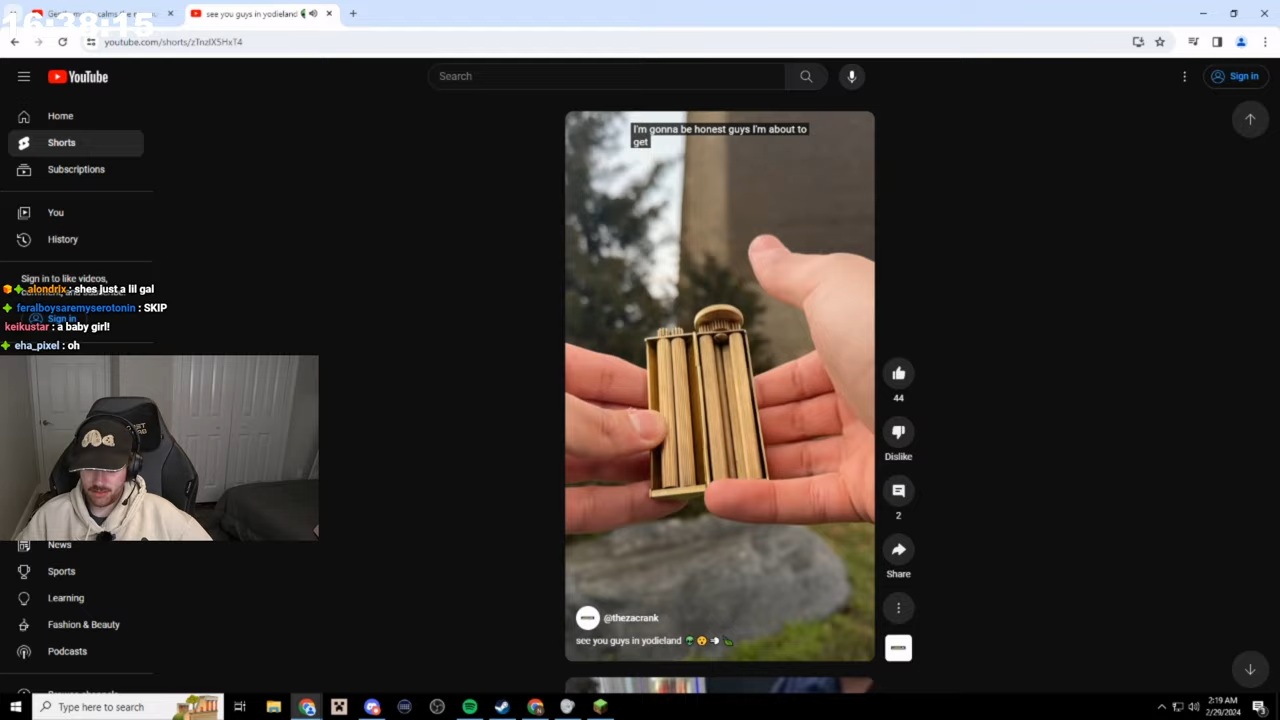 16:38:15
see you guys in yodieland
youtube.com/shorts/zTnzIX5HxT4
YouTube
Search
Sign in
Home
Shorts
Subscriptions
You
History
Sign in to like videos,
Sign in
alondrix : shes just a lil gal
feralboysaremyserotonin : SKIP
keikustar : a baby girl!
eha_pixel : oh
News
Sports
Learning
Fashion & Beauty
Podcasts
I'm gonna be honest guys I'm about to
get
44
Dislike
2
Share
@thezacrank
see you guys in yodieland
Type here to search
2:19 AM
2/29/2024